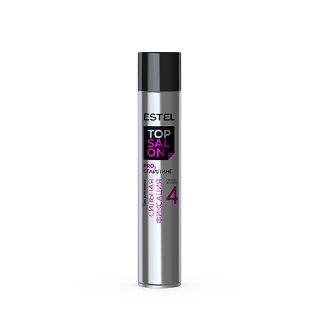 ESTEL
TOP
SAL
ON
PRO.
СТАЙЛИНГ
СИЛЬНАЯ
ФИКСАЦИЯ
4